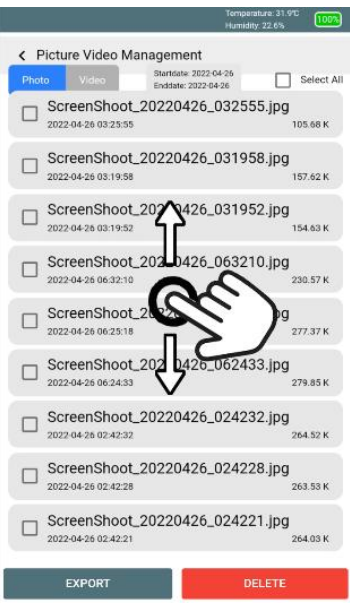 Temperature: 31.9℃
Humidity: 22.6%
100%
Picture Video Management
Photo
Video
Startdate: 2022-04-26
Enddate: 2022-04-26
Select All
ScreenShoot_20220426_032555.jpg
2022-04-26 03:25:55
105.68 K
ScreenShoot_20220426_031958.jpg
2022-04-26 03:19:58
157.62 K
ScreenShoot_20220426_031952.jpg
2022-04-26 03:19:52
154.63 K
ScreenShoot_20220426_063210.jpg
2022-04-26 06:32:10
230.57 K
2022-04-26 06:25:18
277.37 K
ScreenShoot_20220426_062433.jpg
2022-04-26 06:24:33
279.85 K
ScreenShoot_20220426_024232.jpg
2022-04-26 02:42:32
264.52 K
ScreenShoot_20220426_024228.jpg
2022-04-26 02:42:28
263.53 K
ScreenShoot_20220426_024221.jpg
2022-04-26 02:42:21
264.03 K
EXPORT
DELETE